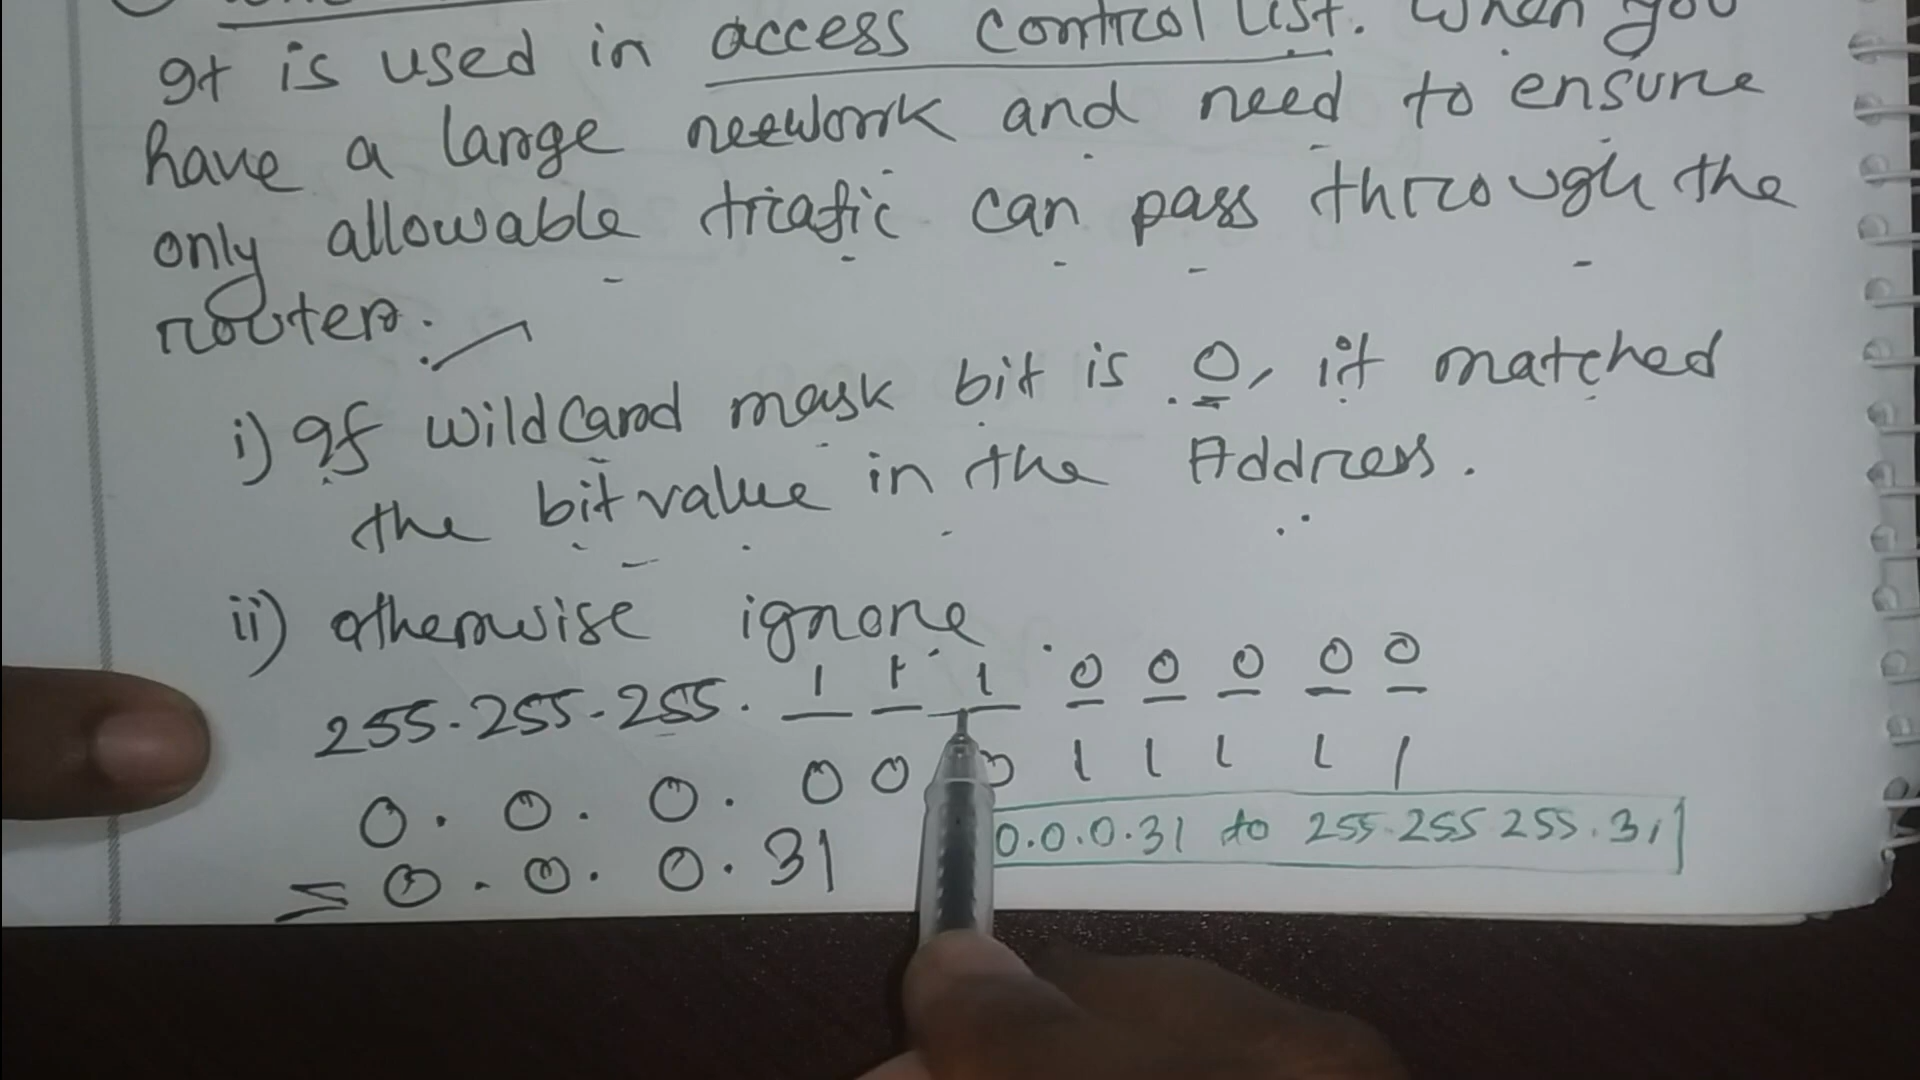 It is used in access control list. When you
have a large network and need to ensure
only allowable trafic can pass through the
router.
i) If wildcard mask bit is 0, it matched
the bit value in the Address.
ii) otherwise ignore.
255.255.255. 1 1 1 0 0 0 0 0
0. 0. 0. 0 0 0 1 1 1 1 1
= 0.0.0.31
0.0.0.31 to 255.255 255.31